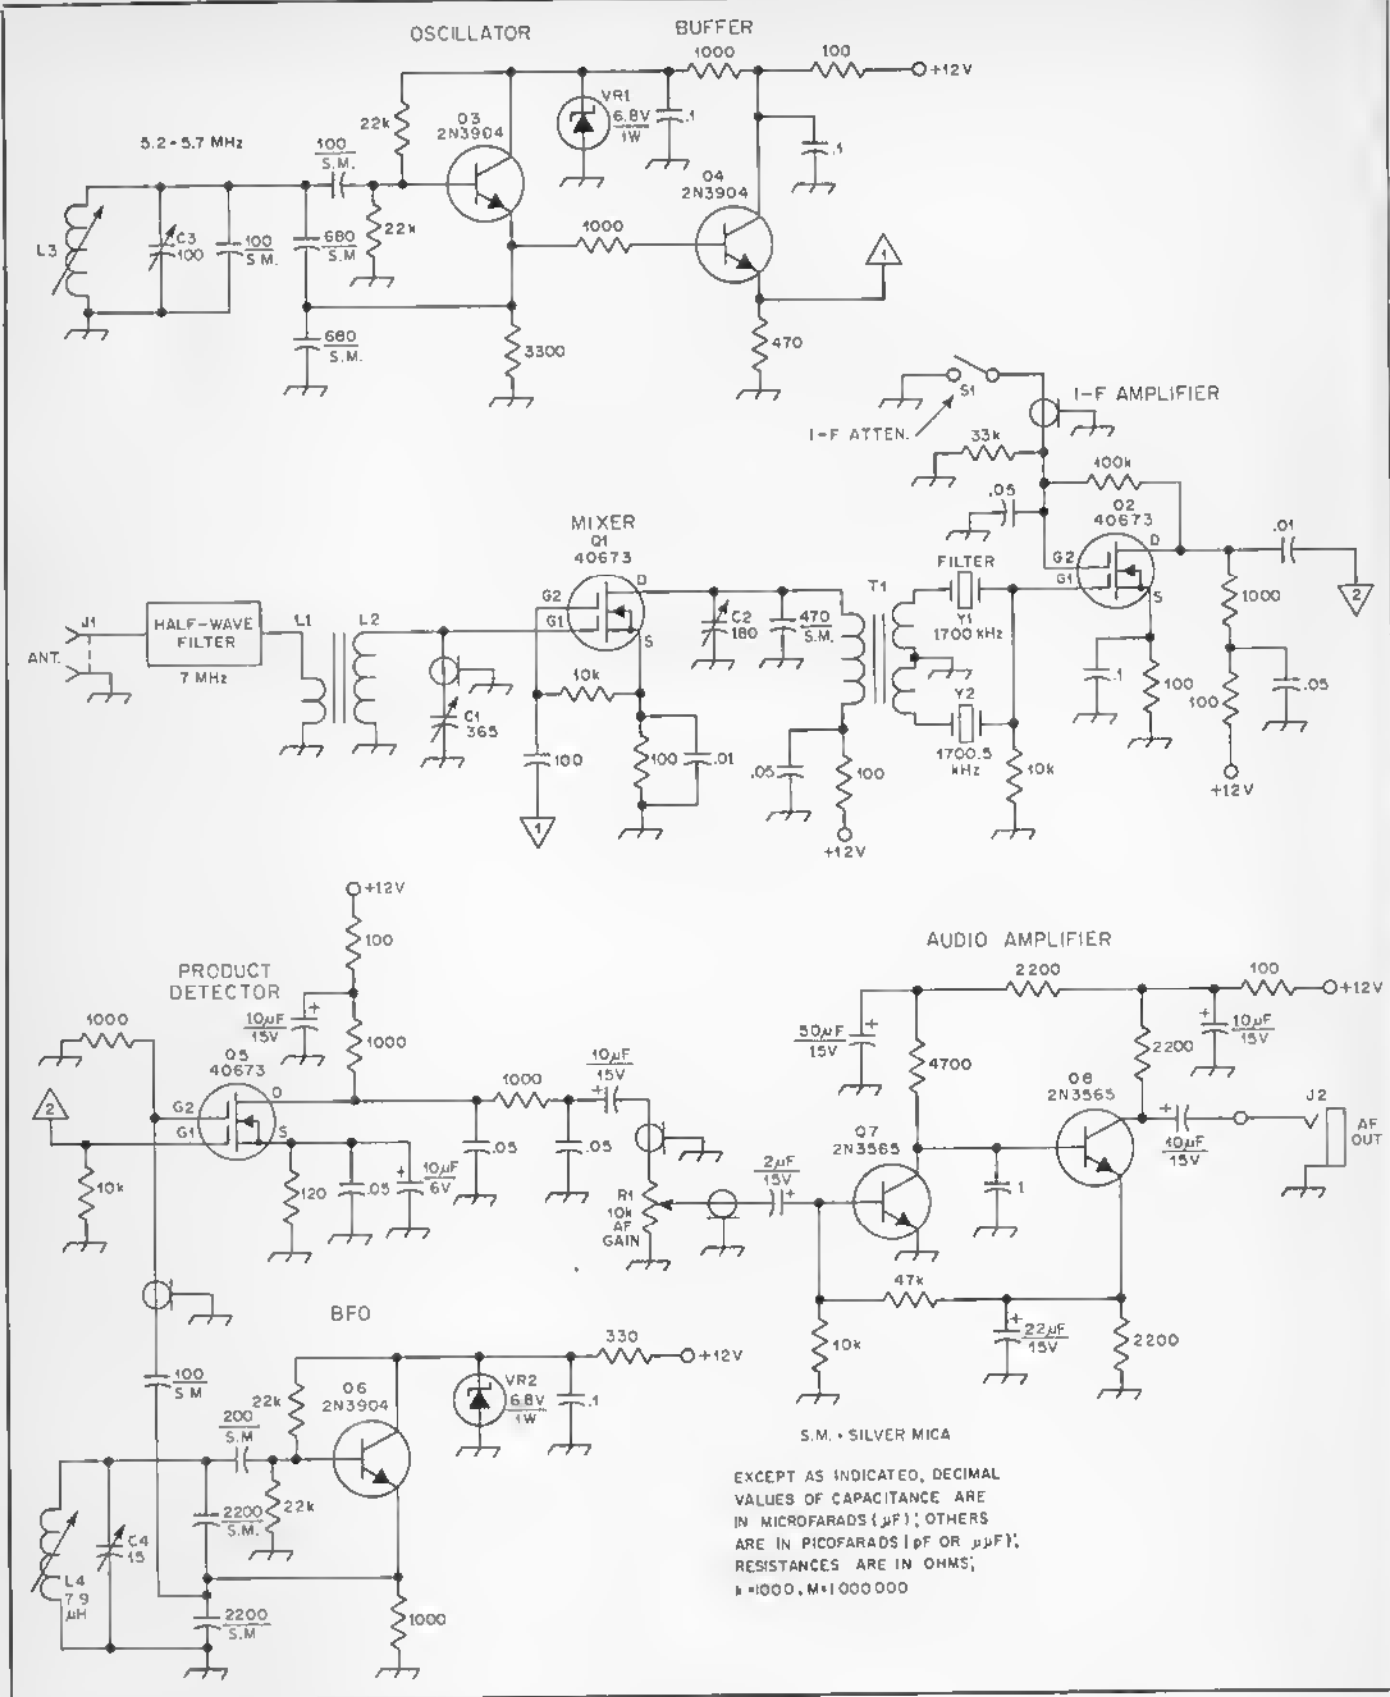 OSCILLATOR
BUFFER
1000
100
+12V
VR1
6.8V
1W
.1
.1
22k
Q3
2N3904
5.2-5.7 MHz
100
S.M.
Q4
2N3904
L3
C3
100
100
S.M.
680
S.M
22k
1000
1
680
S.M.
3300
470
S1
I-F AMPLIFIER
I-F ATTEN.
33k
100k
.05
Q2
40673
D
G2
G1
S
.01
2
MIXER
Q1
40673
D
G2
G1
S
FILTER
T1
Y1
1700 kHz
1000
J1
HALF-WAVE
FILTER
7 MHz
ANT.
L1
L2
C2
180
470
S.M.
10k
C1
365
100
100
.01
1
.05
100
+12V
Y2
1700.5
kHz
10k
.1
100
100
.05
+12V
+12V
100
PRODUCT
DETECTOR
10µF
15V
1000
1000
Q5
40673
D
G2
G1
S
2
10k
120
.05
10µF
6V
.05
1000
.05
10µF
15V
R1
10k
AF
GAIN
AUDIO AMPLIFIER
2200
100
+12V
50µF
15V
4700
2200
10µF
15V
Q8
2N3565
J2
AF
OUT
10µF
15V
Q7
2N3565
2µF
15V
.1
47k
10k
22µF
15V
2200
BFO
330
+12V
VR2
6.8V
1W
.1
100
S.M
22k
Q6
2N3904
200
S.M
2200
S.M.
22k
L4
7.9
µH
C4
15
2200
S.M
1000
S.M. = SILVER MICA
EXCEPT AS INDICATED, DECIMAL
VALUES OF CAPACITANCE ARE
IN MICROFARADS (µF); OTHERS
ARE IN PICOFARADS (pF OR µµF);
RESISTANCES ARE IN OHMS;
k=1000, M=1000000